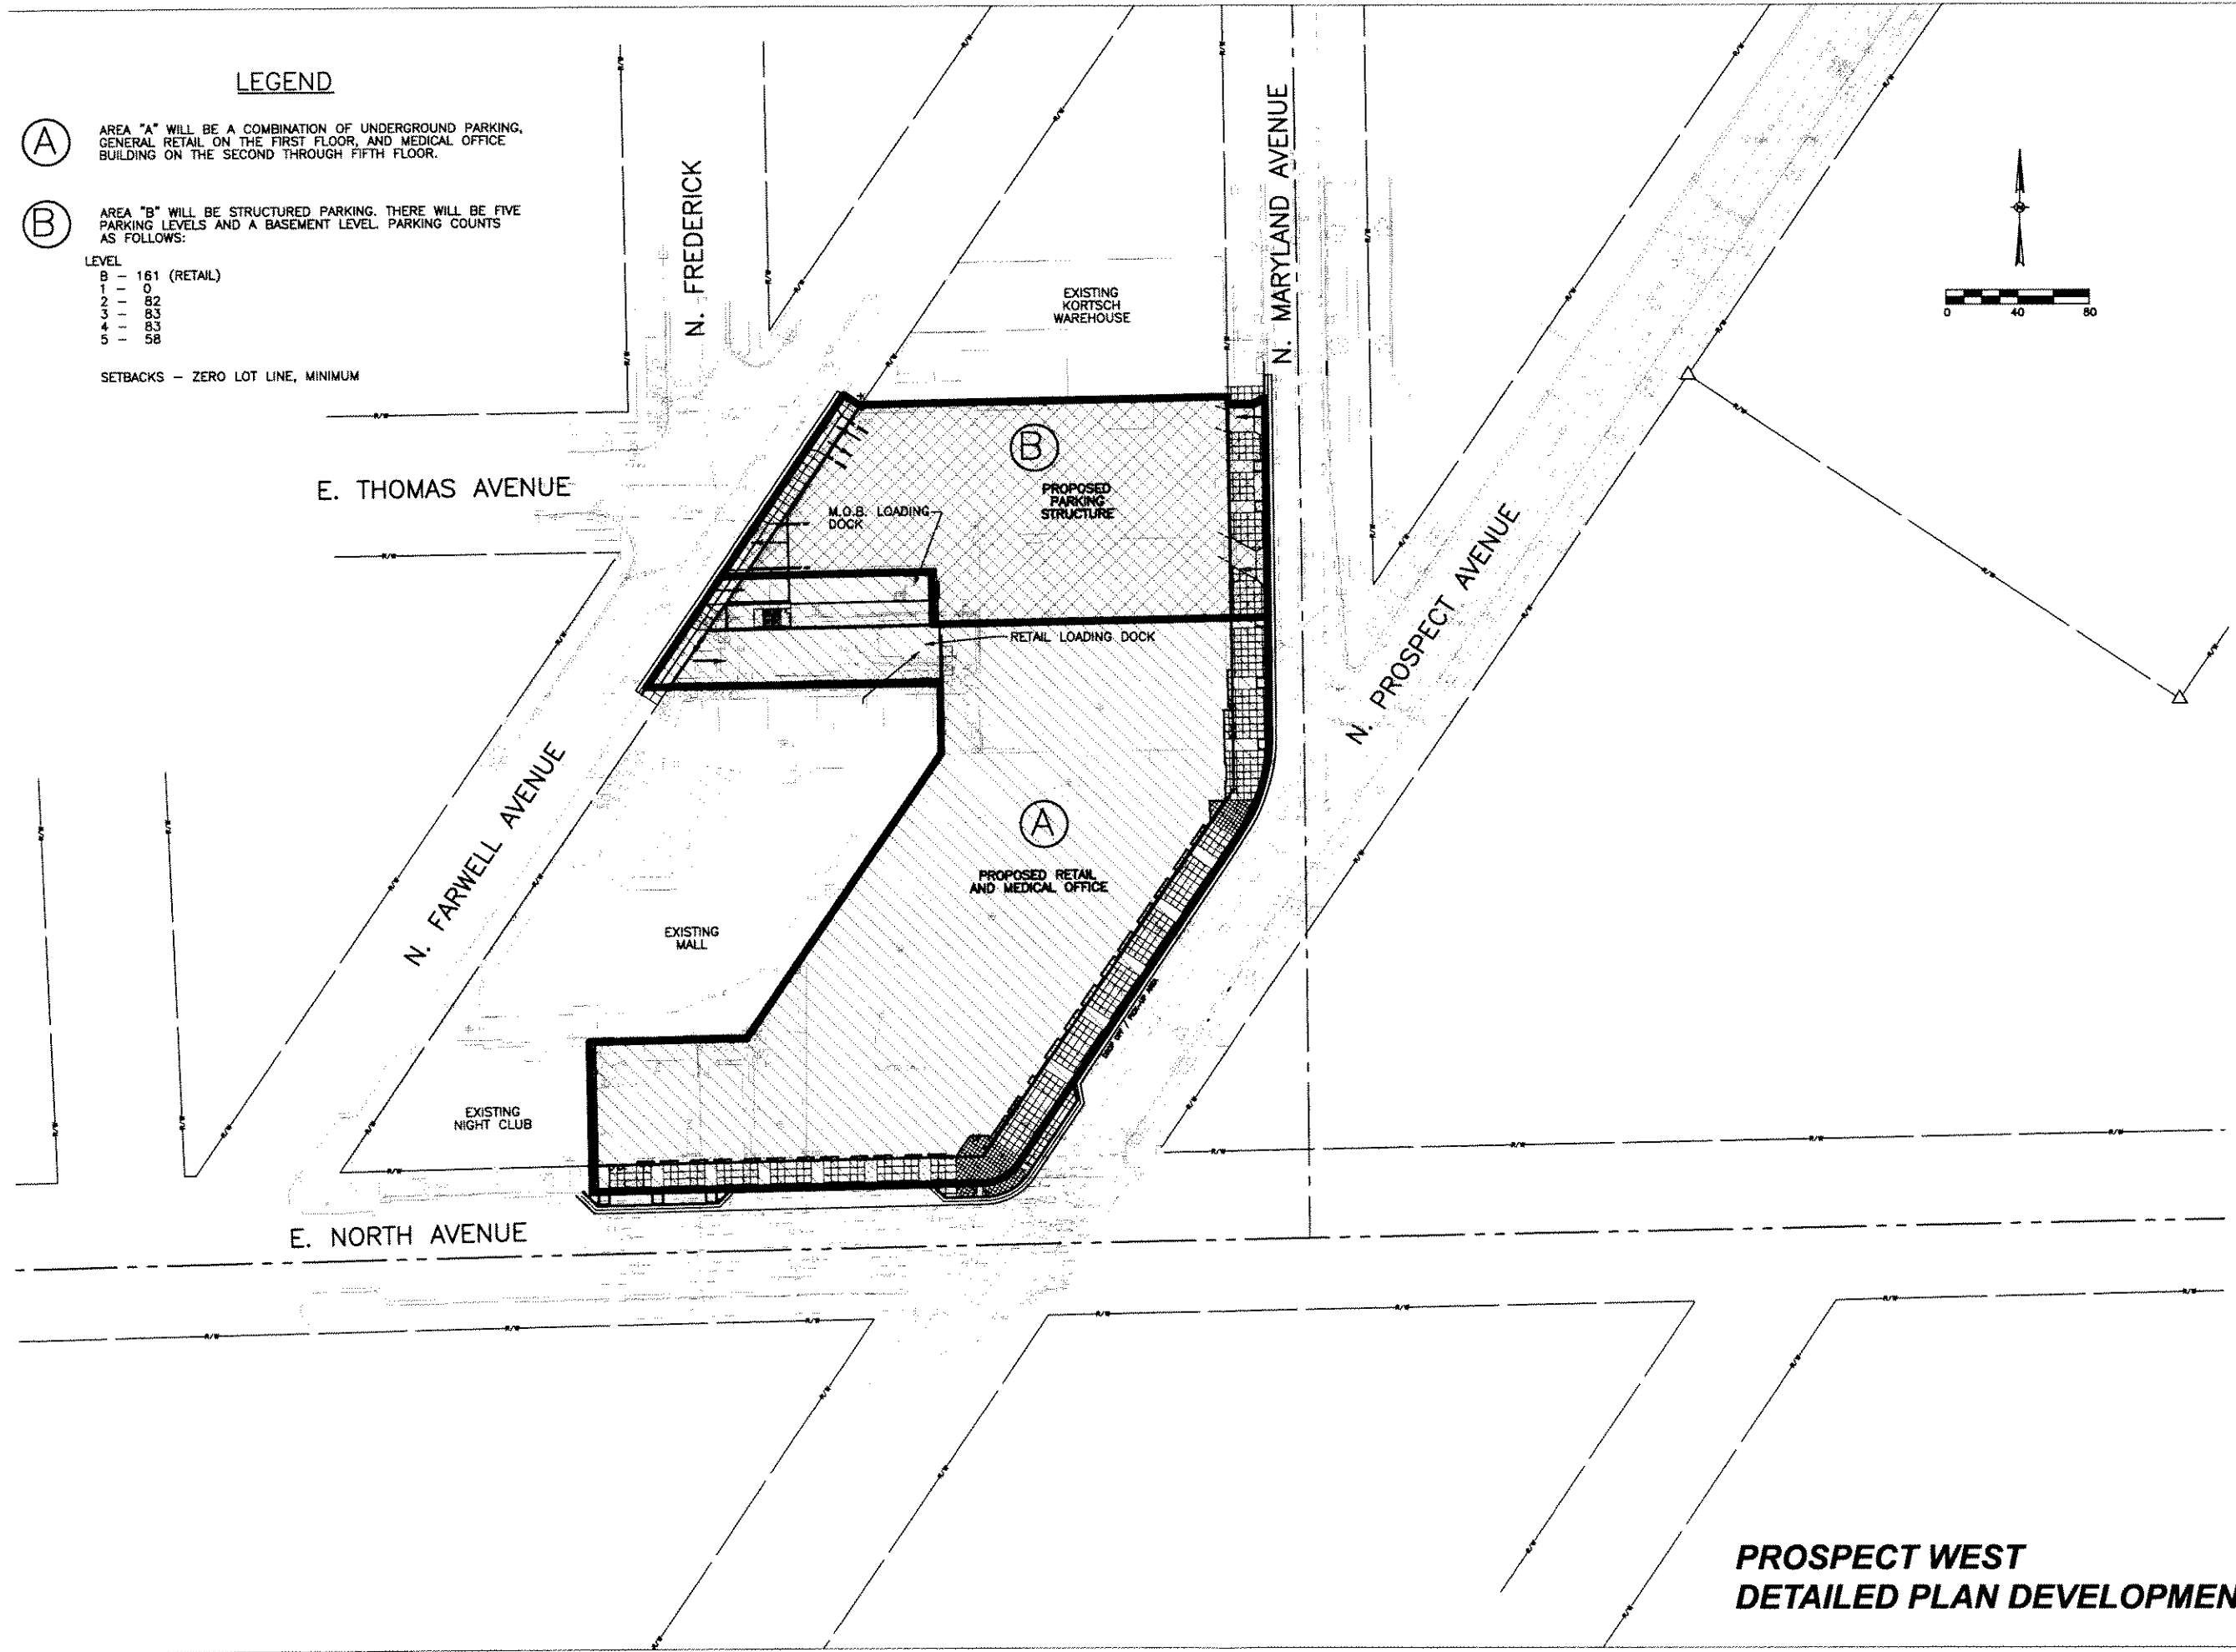 LEGEND
A
AREA "A" WILL BE A COMBINATION OF UNDERGROUND PARKING,
GENERAL RETAIL ON THE FIRST FLOOR, AND MEDICAL OFFICE
BUILDING ON THE SECOND THROUGH FIFTH FLOOR.
B
AREA "B" WILL BE STRUCTURED PARKING. THERE WILL BE FIVE
PARKING LEVELS AND A BASEMENT LEVEL. PARKING COUNTS
AS FOLLOWS:
LEVEL
B - 161 (RETAIL)
1 - 0
2 - 82
3 - 83
4 - 83
5 - 58
SETBACKS - ZERO LOT LINE, MINIMUM
N. FREDERICK
N. MARYLAND AVENUE
0 40 80
EXISTING
KORTSCH
WAREHOUSE
E. THOMAS AVENUE
B
PROPOSED
PARKING
STRUCTURE
M.O.B. LOADING
DOCK
RETAIL LOADING DOCK
N. PROSPECT AVENUE
N. FARWELL AVENUE
A
PROPOSED RETAIL
AND MEDICAL OFFICE
EXISTING
MALL
DROP OFF / PICK-UP AREA
EXISTING
NIGHT CLUB
E. NORTH AVENUE
PROSPECT WEST
DETAILED PLAN DEVELOPMEN